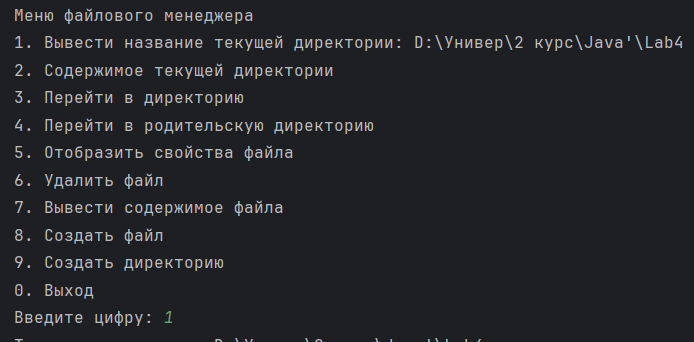 Меню файлового менеджера
1. Вывести название текущей директории: D:\Универ\2 курс\Java'\Lab4
2. Содержимое текущей директории
3. Перейти в директорию
4. Перейти в родительскую директорию
5. Отобразить свойства файла
6. Удалить файл
7. Вывести содержимое файла
8. Создать файл
9. Создать директорию
0. Выход
Введите цифру: 1